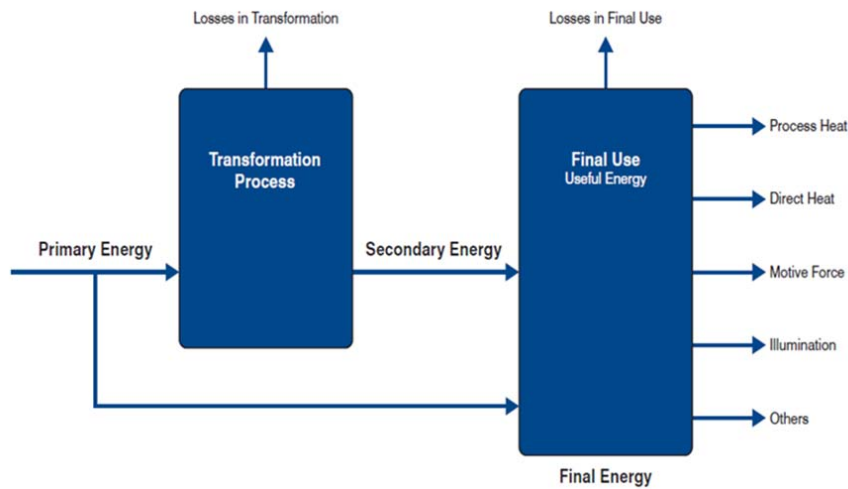 Losses in Transformation
Losses in Final Use
Transformation
Process
Final Use
Useful Energy
Primary Energy
Secondary Energy
Process Heat
Direct Heat
Motive Force
Illumination
Others
Final Energy